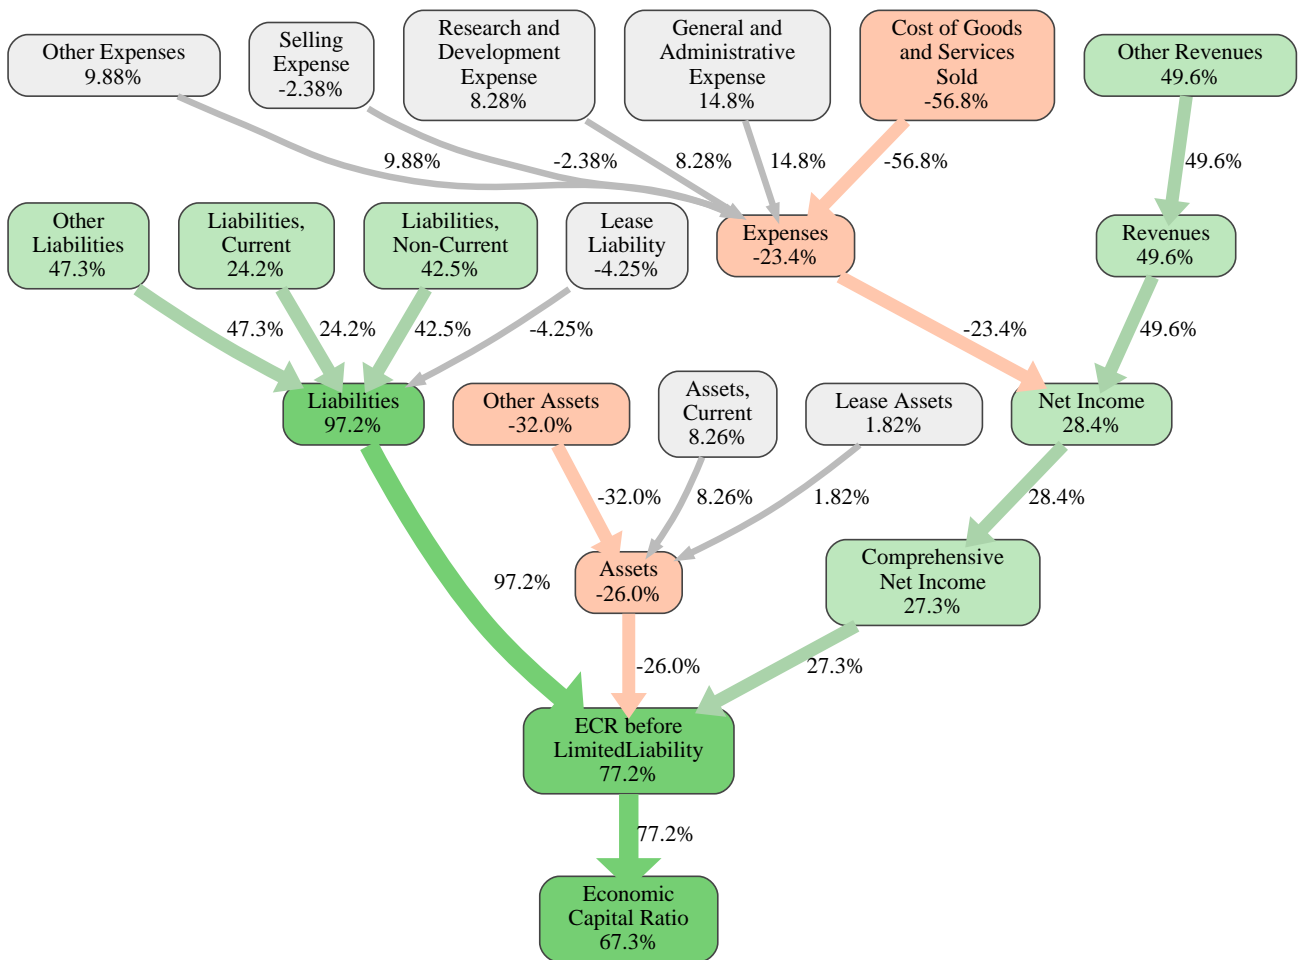 Other Expenses
9.88%
Selling
Expense
-2.38%
Research and
Development
Expense
8.28%
General and
Administrative
Expense
14.8%
Cost of Goods
and Services
Sold
-56.8%
Other Revenues
49.6%
9.88%
-2.38%
8.28%
14.8%
-56.8%
49.6%
Other
Liabilities
47.3%
Liabilities,
Current
24.2%
Liabilities,
Non-Current
42.5%
Lease
Liability
-4.25%
Expenses
-23.4%
Revenues
49.6%
47.3%
24.2%
42.5%
-4.25%
-23.4%
49.6%
Liabilities
97.2%
Other Assets
-32.0%
Assets,
Current
8.26%
Lease Assets
1.82%
Net Income
28.4%
-32.0%
8.26%
1.82%
28.4%
97.2%
Assets
-26.0%
Comprehensive
Net Income
27.3%
-26.0%
27.3%
ECR before
LimitedLiability
77.2%
77.2%
Economic
Capital Ratio
67.3%